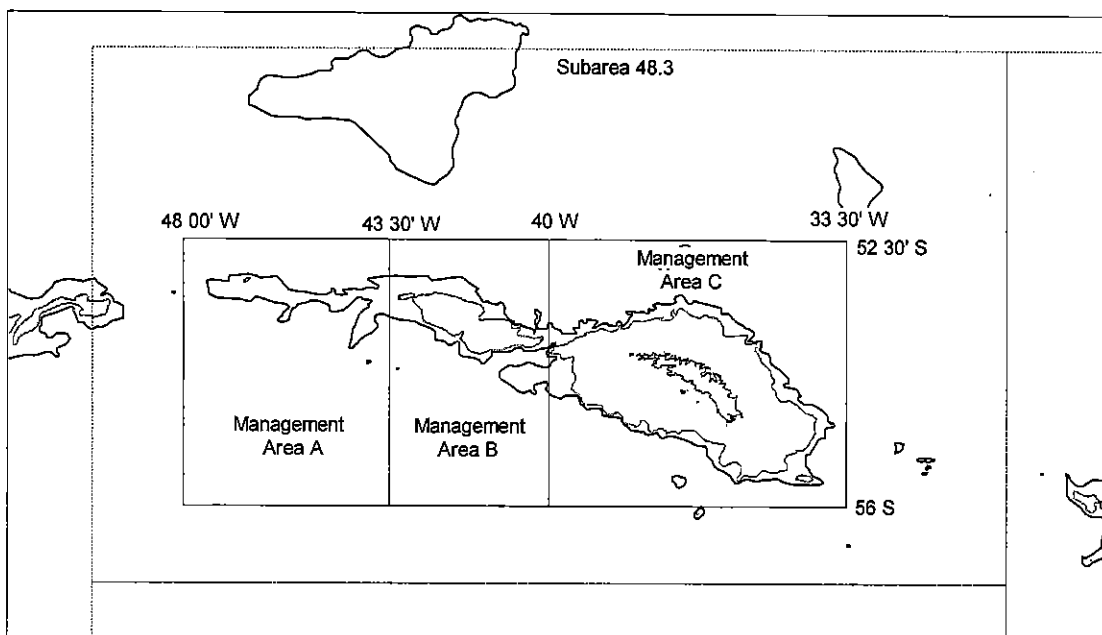 Subarea 48.3
48 00' W
43 30' W
40 W
33 30' W
52 30' S
Management
Area C
Management
Area A
Management
Area B
56 S